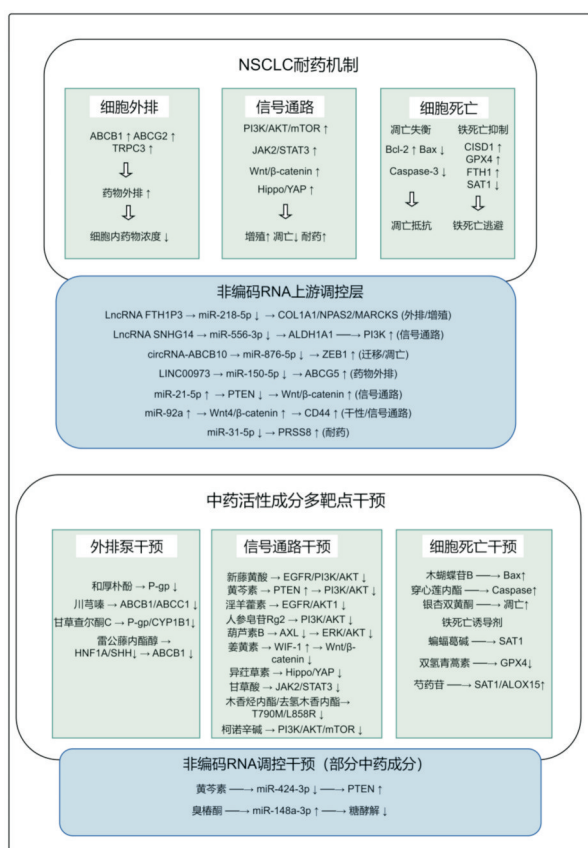 NSCLC耐药机制
细胞外排
ABCB1 ↑ ABCG2 ↑
TRPC3 ↑
药物外排 ↑
细胞内药物浓度 ↓
信号通路
PI3K/AKT/mTOR ↑
JAK2/STAT3 ↑
Wnt/β-catenin ↑
Hippo/YAP ↑
增殖↑ 凋亡↓ 耐药↑
细胞死亡
凋亡失衡
Bcl-2 ↑ Bax ↓
Caspase-3 ↓
凋亡抵抗
铁死亡抑制
CISD1 ↑
GPX4 ↑
FTH1 ↑
SAT1 ↓
铁死亡逃避
非编码RNA上游调控层
LncRNA FTH1P3 → miR-218-5p ↓ → COL1A1/NPAS2/MARCKS (外排/增殖)
LncRNA SNHG14 → miR-556-3p ↓ → ALDH1A1 → PI3K ↑ (信号通路)
circRNA-ABCB10 → miR-876-5p ↓ → ZEB1 ↑ (迁移/凋亡)
LINC00973 → miR-150-5p ↓ → ABCG5 ↑ (药物外排)
miR-21-5p ↑ → PTEN ↓ → Wnt/β-catenin ↑ (信号通路)
miR-92a ↑ → Wnt4/β-catenin ↑ → CD44 ↑ (干性/信号通路)
miR-31-5p ↓ → PRSS8 ↑ (耐药)
中药活性成分多靶点干预
外排泵干预
和厚朴酚 → P-gp ↓
川芎嗪 → ABCB1/ABCC1 ↓
甘草查尔酮C → P-gp/CYP1B1↓
雷公藤内酯醇 →
HNF1A/SHH↓ → ABCB1 ↓
信号通路干预
新藤黄酸 → EGFR/PI3K/AKT ↓
黄芩素 → PTEN ↑ → PI3K/AKT ↓
淫羊藿素 → EGFR/AKT1 ↓
人参皂苷Rg2 → PI3K/AKT ↓
葫芦素B → AXL ↓ → ERK/AKT ↓
姜黄素 → WIF-1 ↑ → Wnt/β-
catenin ↓
异荭草素 → Hippo/YAP ↓
甘草酸 → JAK2/STAT3 ↓
木香烃内酯/去氢木香内酯→
T790M/L858R ↓
柯诺辛碱 → PI3K/AKT/mTOR ↓
细胞死亡干预
木蝴蝶苷B → Bax↑
穿心莲内酯 → Caspase↑
银杏双黄酮 → 凋亡↑
铁死亡诱导剂
蝙蝠葛碱 → SAT1
双氢青蒿素 → GPX4↓
芍药苷 → SAT1/ALOX15↑
非编码RNA调控干预（部分中药成分）
黄芩素 → miR-424-3p ↓ → PTEN ↑
臭椿酮 → miR-148a-3p ↑ → 糖酵解 ↓